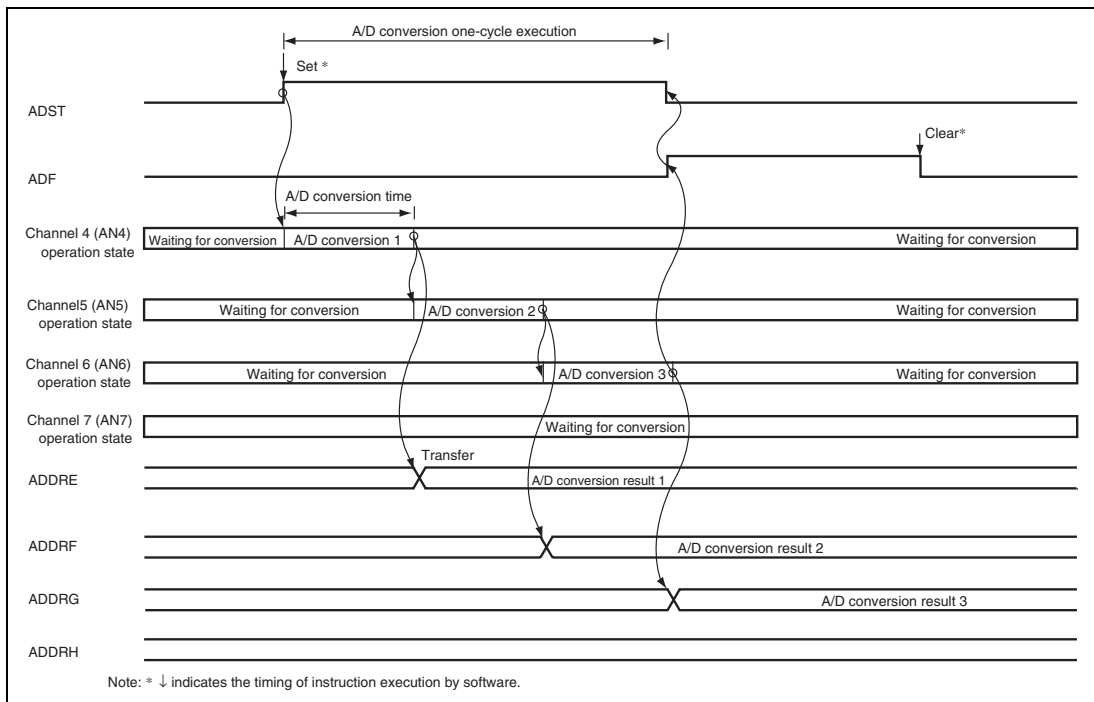 A/D conversion one-cycle execution
Set *
ADST
Clear*
ADF
A/D conversion time
Channel 4 (AN4)
operation state
Waiting for conversion
A/D conversion 1
Waiting for conversion
Channel5 (AN5)
operation state
Waiting for conversion
A/D conversion 2
Waiting for conversion
Channel 6 (AN6)
operation state
Waiting for conversion
A/D conversion 3
Waiting for conversion
Channel 7 (AN7)
operation state
Waiting for conversion
Transfer
ADDRE
A/D conversion result 1
ADDRF
A/D conversion result 2
ADDRG
A/D conversion result 3
ADDRH
Note: * ↓ indicates the timing of instruction execution by software.